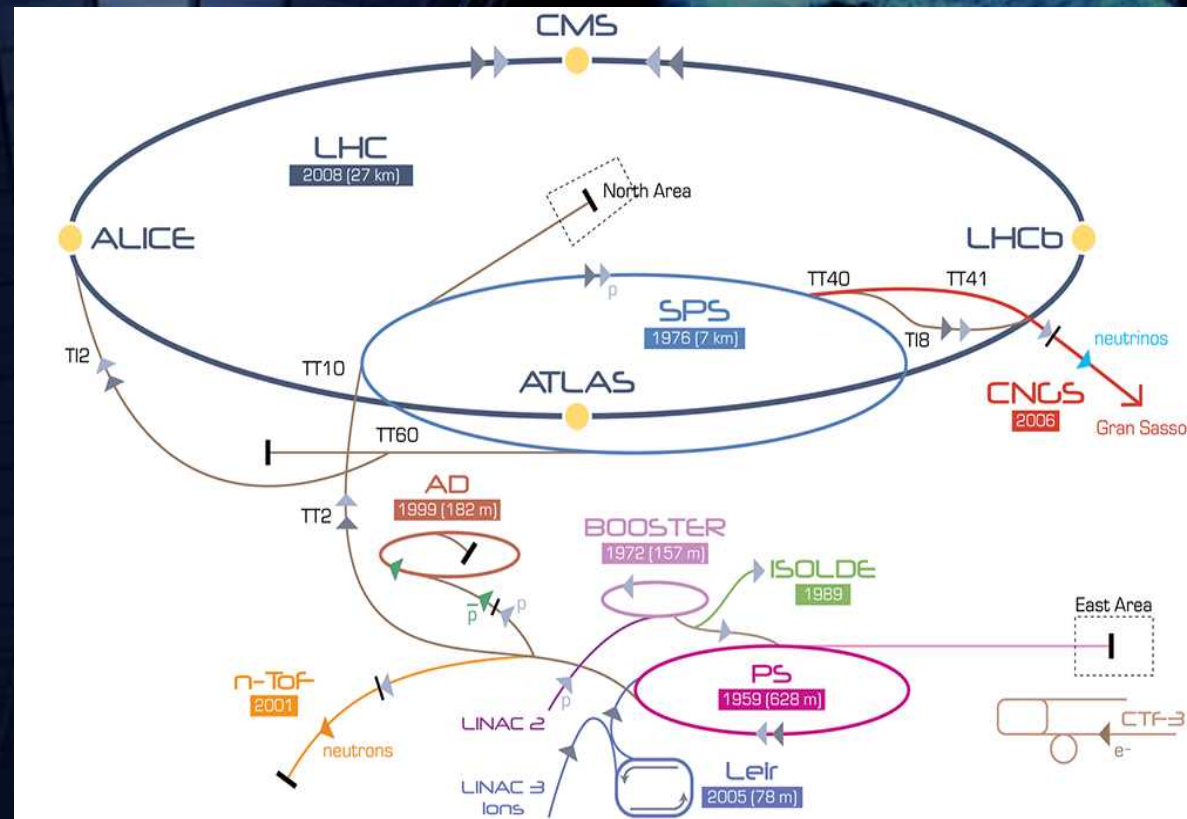 CMS
LHC
2008 (27 km)
North Area
ALICE
LHCb
TT40
TT41
p
SPS
1976 (7 km)
TI8
neutrinos
TI2
TT10
ATLAS
CNGS
2006
Gran Sasso
TT60
AD
1999 (182 m)
TT2
BOOSTER
1972 (157 m)
ISOLDE
1989
p̄
p
East Area
n-ToF
2001
PS
1959 (628 m)
LINAC 2
p
neutrons
CTF-3
e-
LINAC 3
Ions
Leir
2005 (78 m)